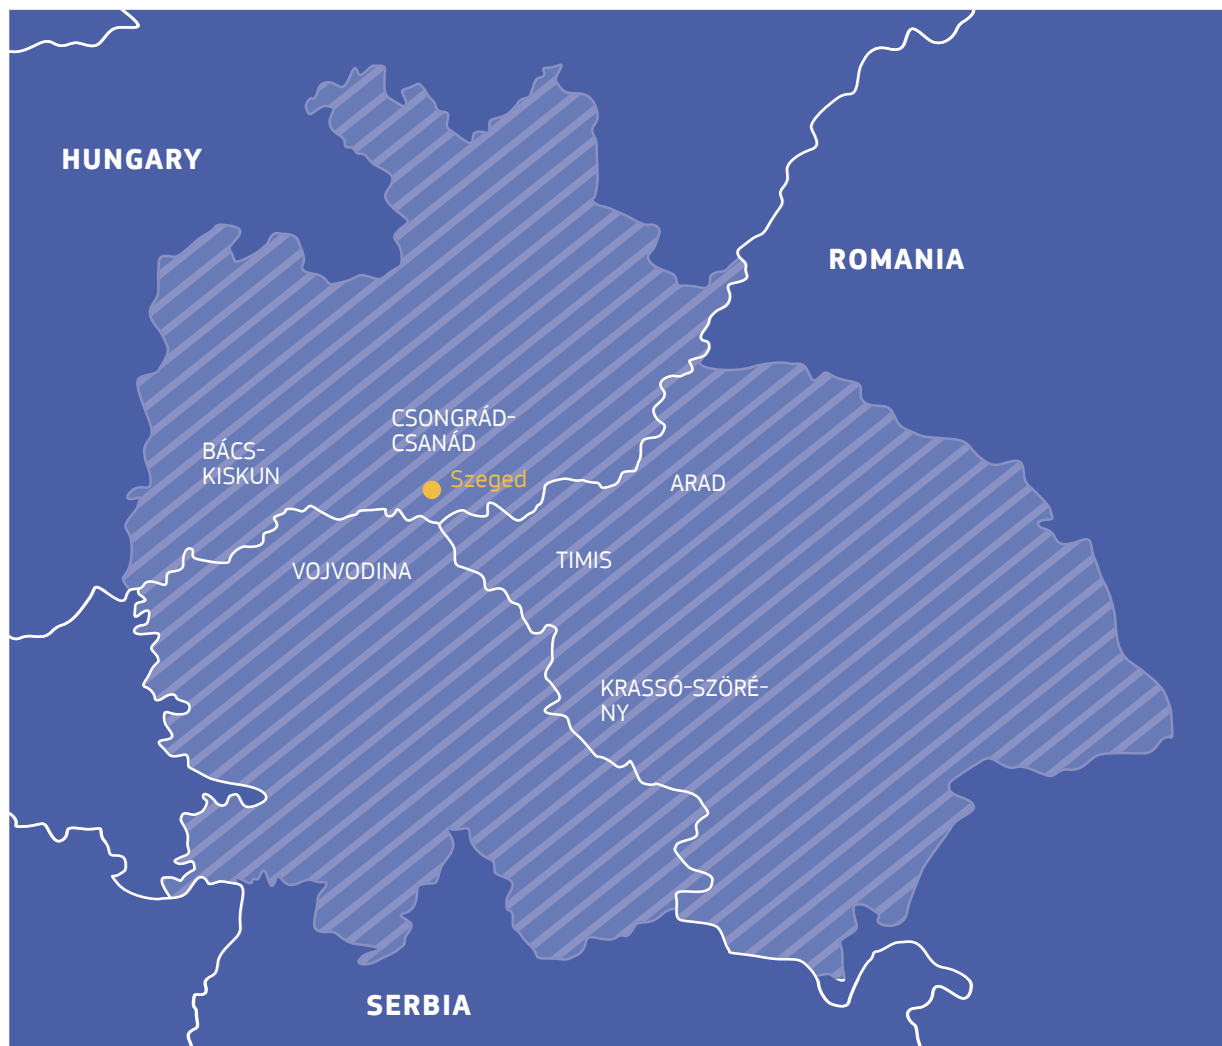 HUNGARY
ROMANIA
CSONGRÁD-
CSANÁD
BÁCS-
KISKUN
Szeged
ARAD
TIMIS
VOJVODINA
KRASSÓ-SZÖRÉ-
NY
SERBIA